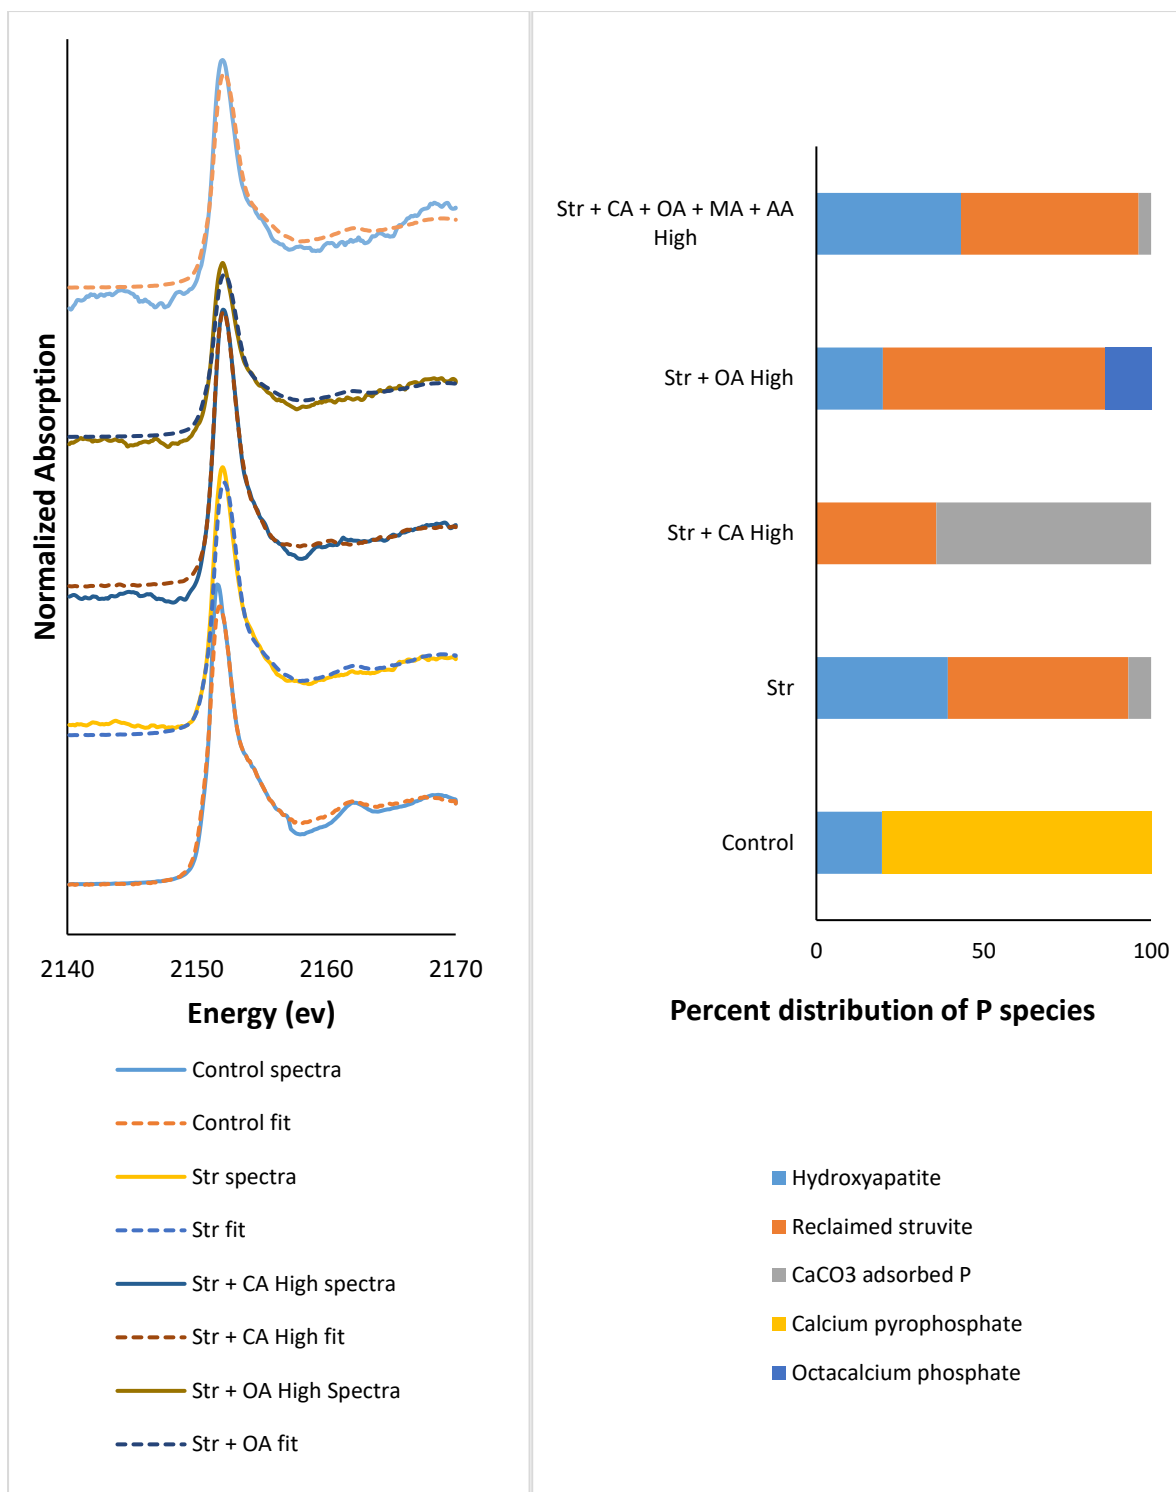 Normalized Absorption
2140
2150
2160
2170
Energy (ev)
Control spectra
Control fit
Str spectra
Str fit
Str + CA High spectra
Str + CA High fit
Str + OA High Spectra
Str + OA fit
Str + CA + OA + MA + AA
High
Str + OA High
Str + CA High
Str
Control
0
50
100
Percent distribution of P species
Hydroxyapatite
Reclaimed struvite
CaCO3 adsorbed P
Calcium pyrophosphate
Octacalcium phosphate